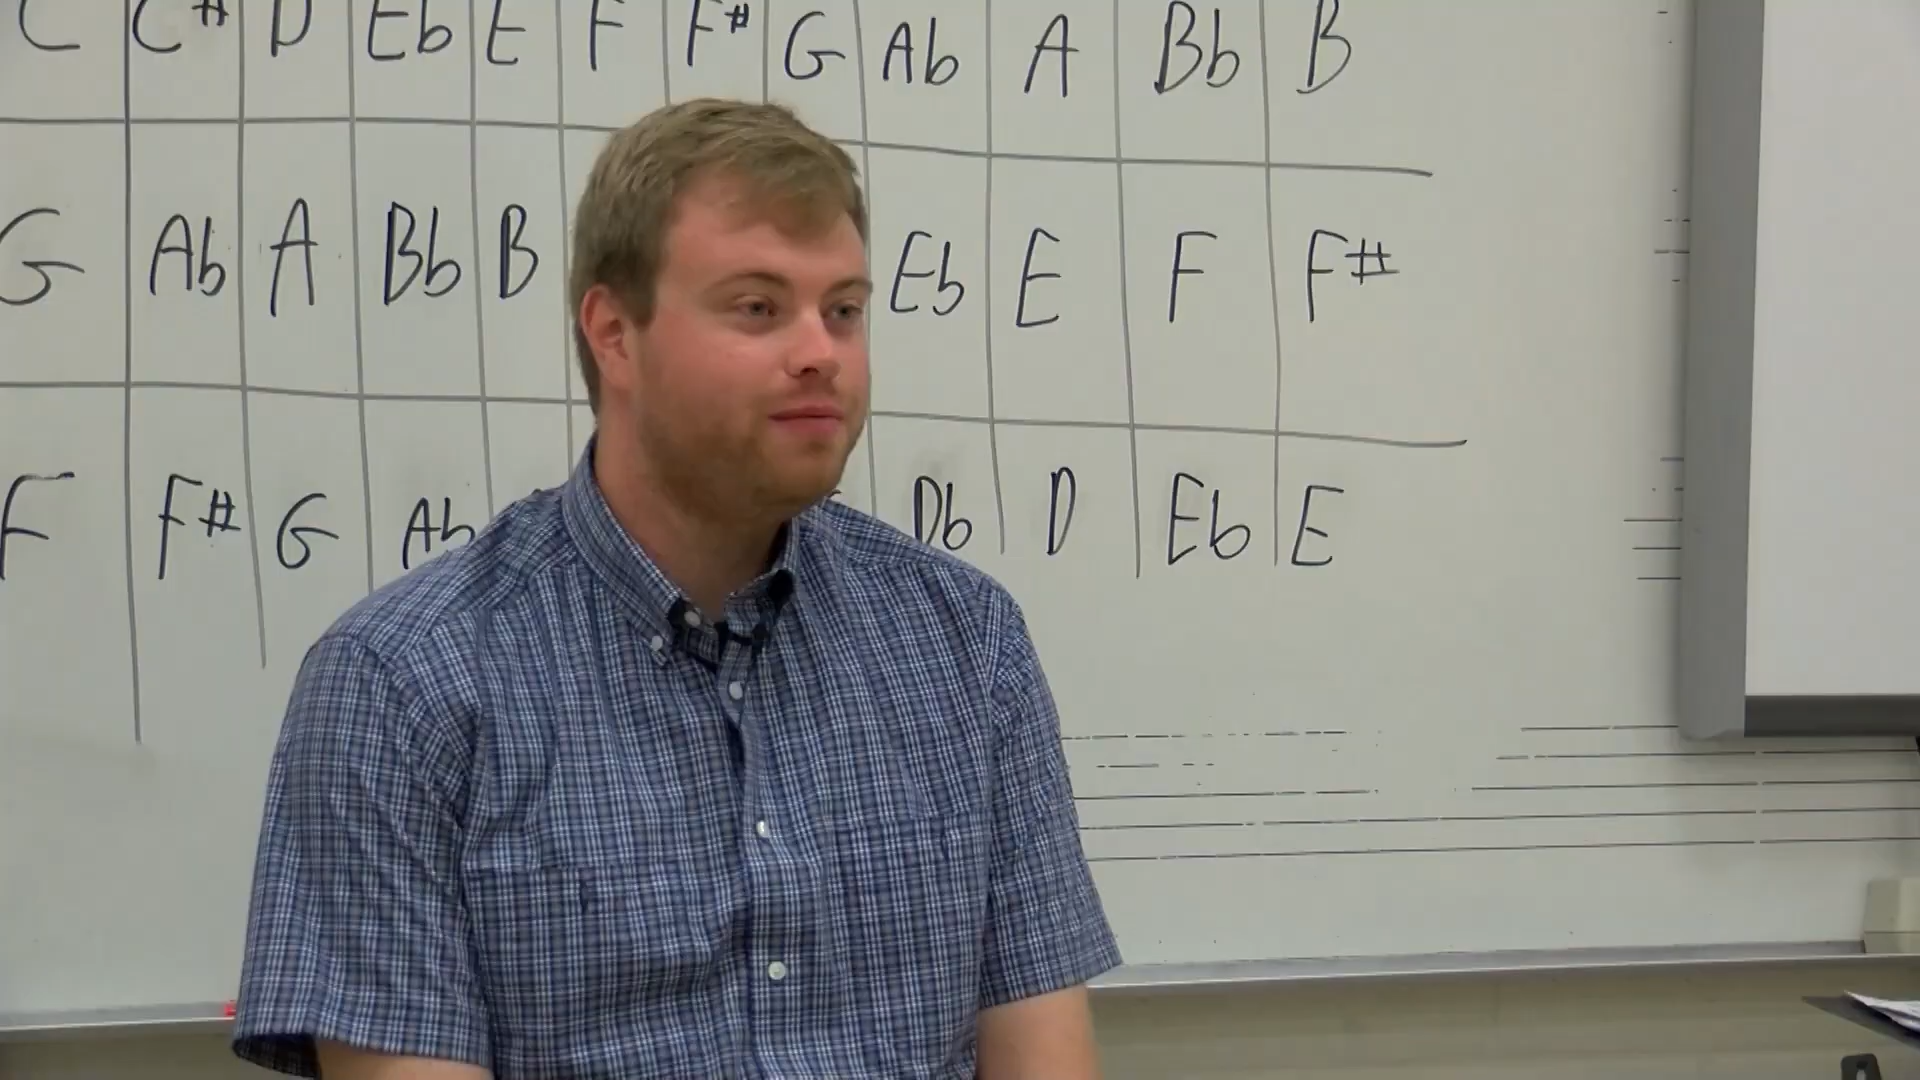 C C# D Eb E F F# G Ab A Bb B
G Ab A Bb B Eb E F F#
F F# G Ab Db D Eb E